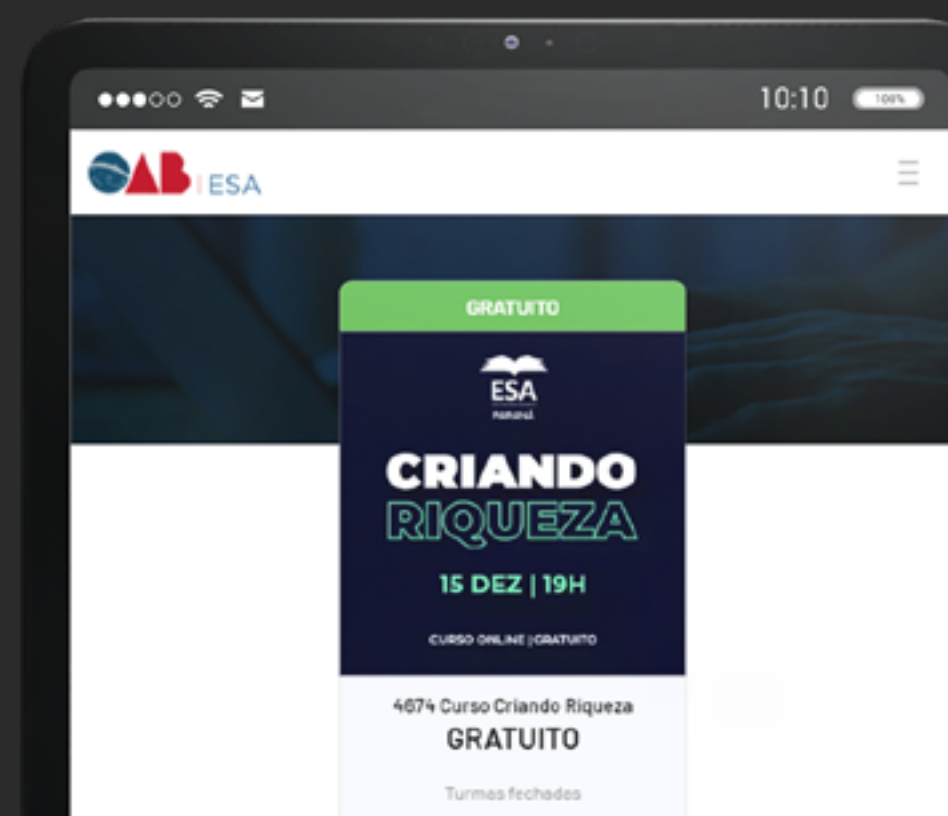 10:10
100%
OAB | ESA
GRATUITO
ESA
PARANÁ
CRIANDO
RIQUEZA
15 DEZ | 19H
CURSO ONLINE | GRATUITO
4674 Curso Criando Riqueza
GRATUITO
Turmas fechadas